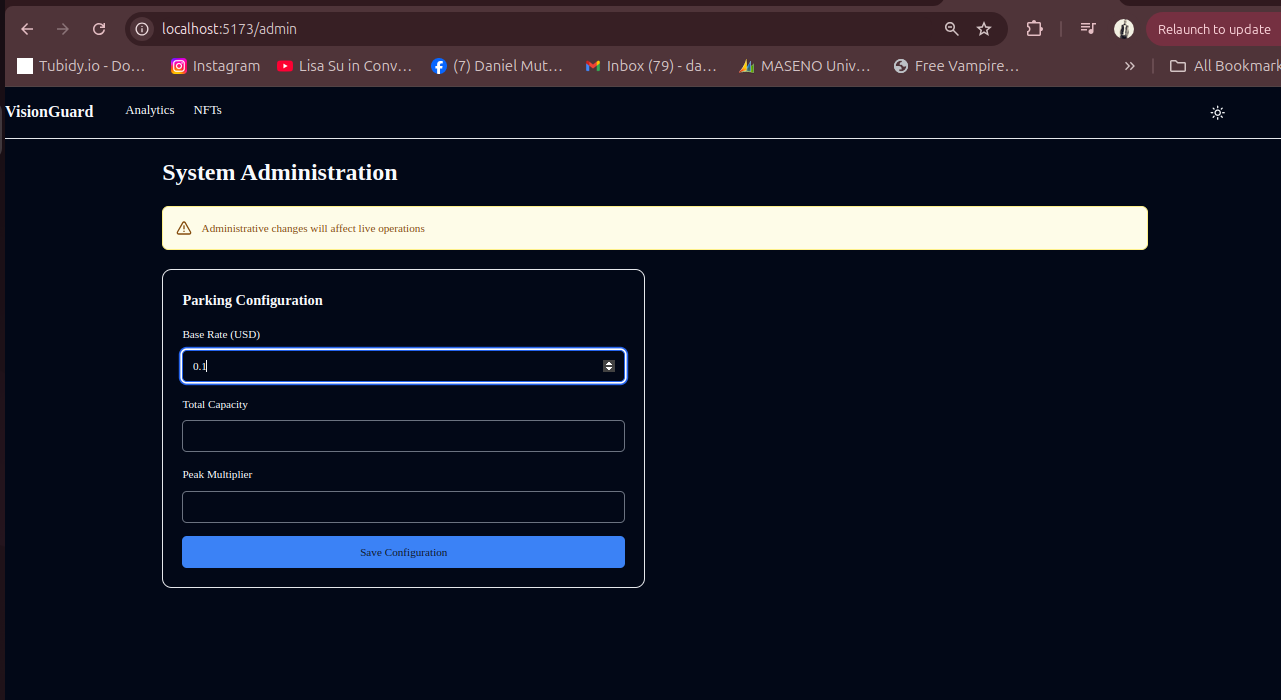 localhost:5173/admin
Relaunch to update
Tubidy.io - Do… Instagram Lisa Su in Conv… (7) Daniel Mut… Inbox (79) - da… MASENO Univ… Free Vampire… » All Bookmark
VisionGuard Analytics NFTs
System Administration
Administrative changes will affect live operations
Parking Configuration
Base Rate (USD)
0.1
Total Capacity
Peak Multiplier
Save Configuration